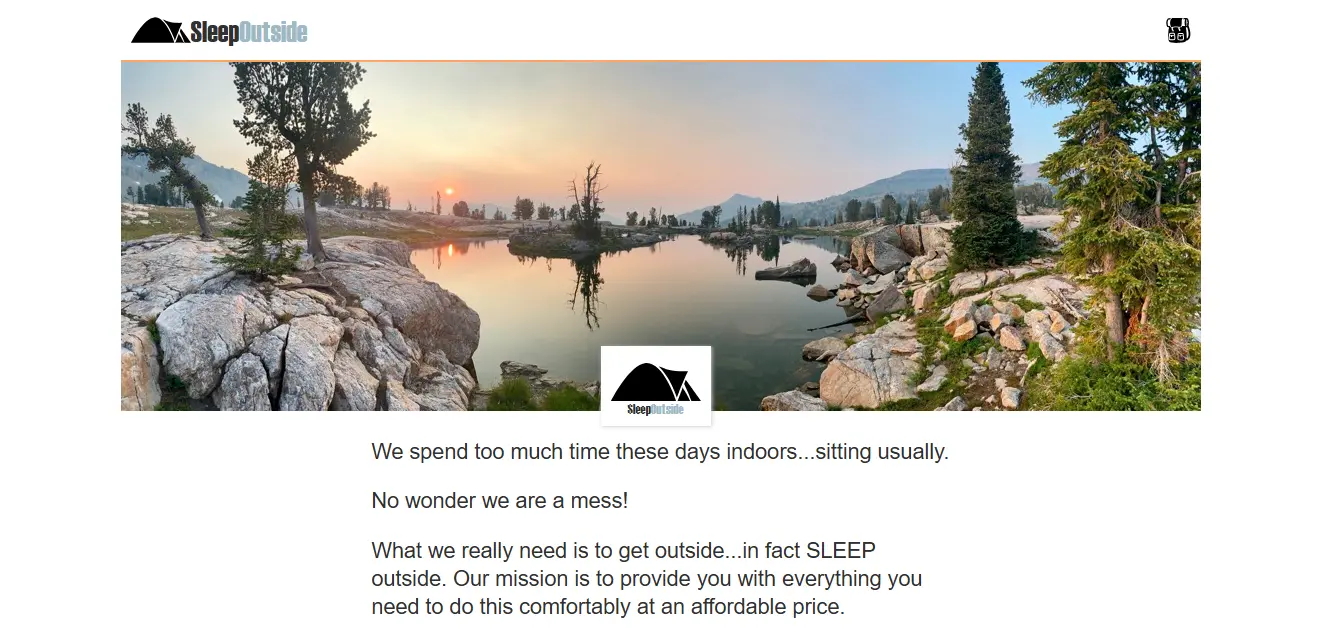 SleepOutside
SleepOutside
We spend too much time these days indoors...sitting usually.
No wonder we are a mess!
What we really need is to get outside...in fact SLEEP
outside. Our mission is to provide you with everything you
need to do this comfortably at an affordable price.